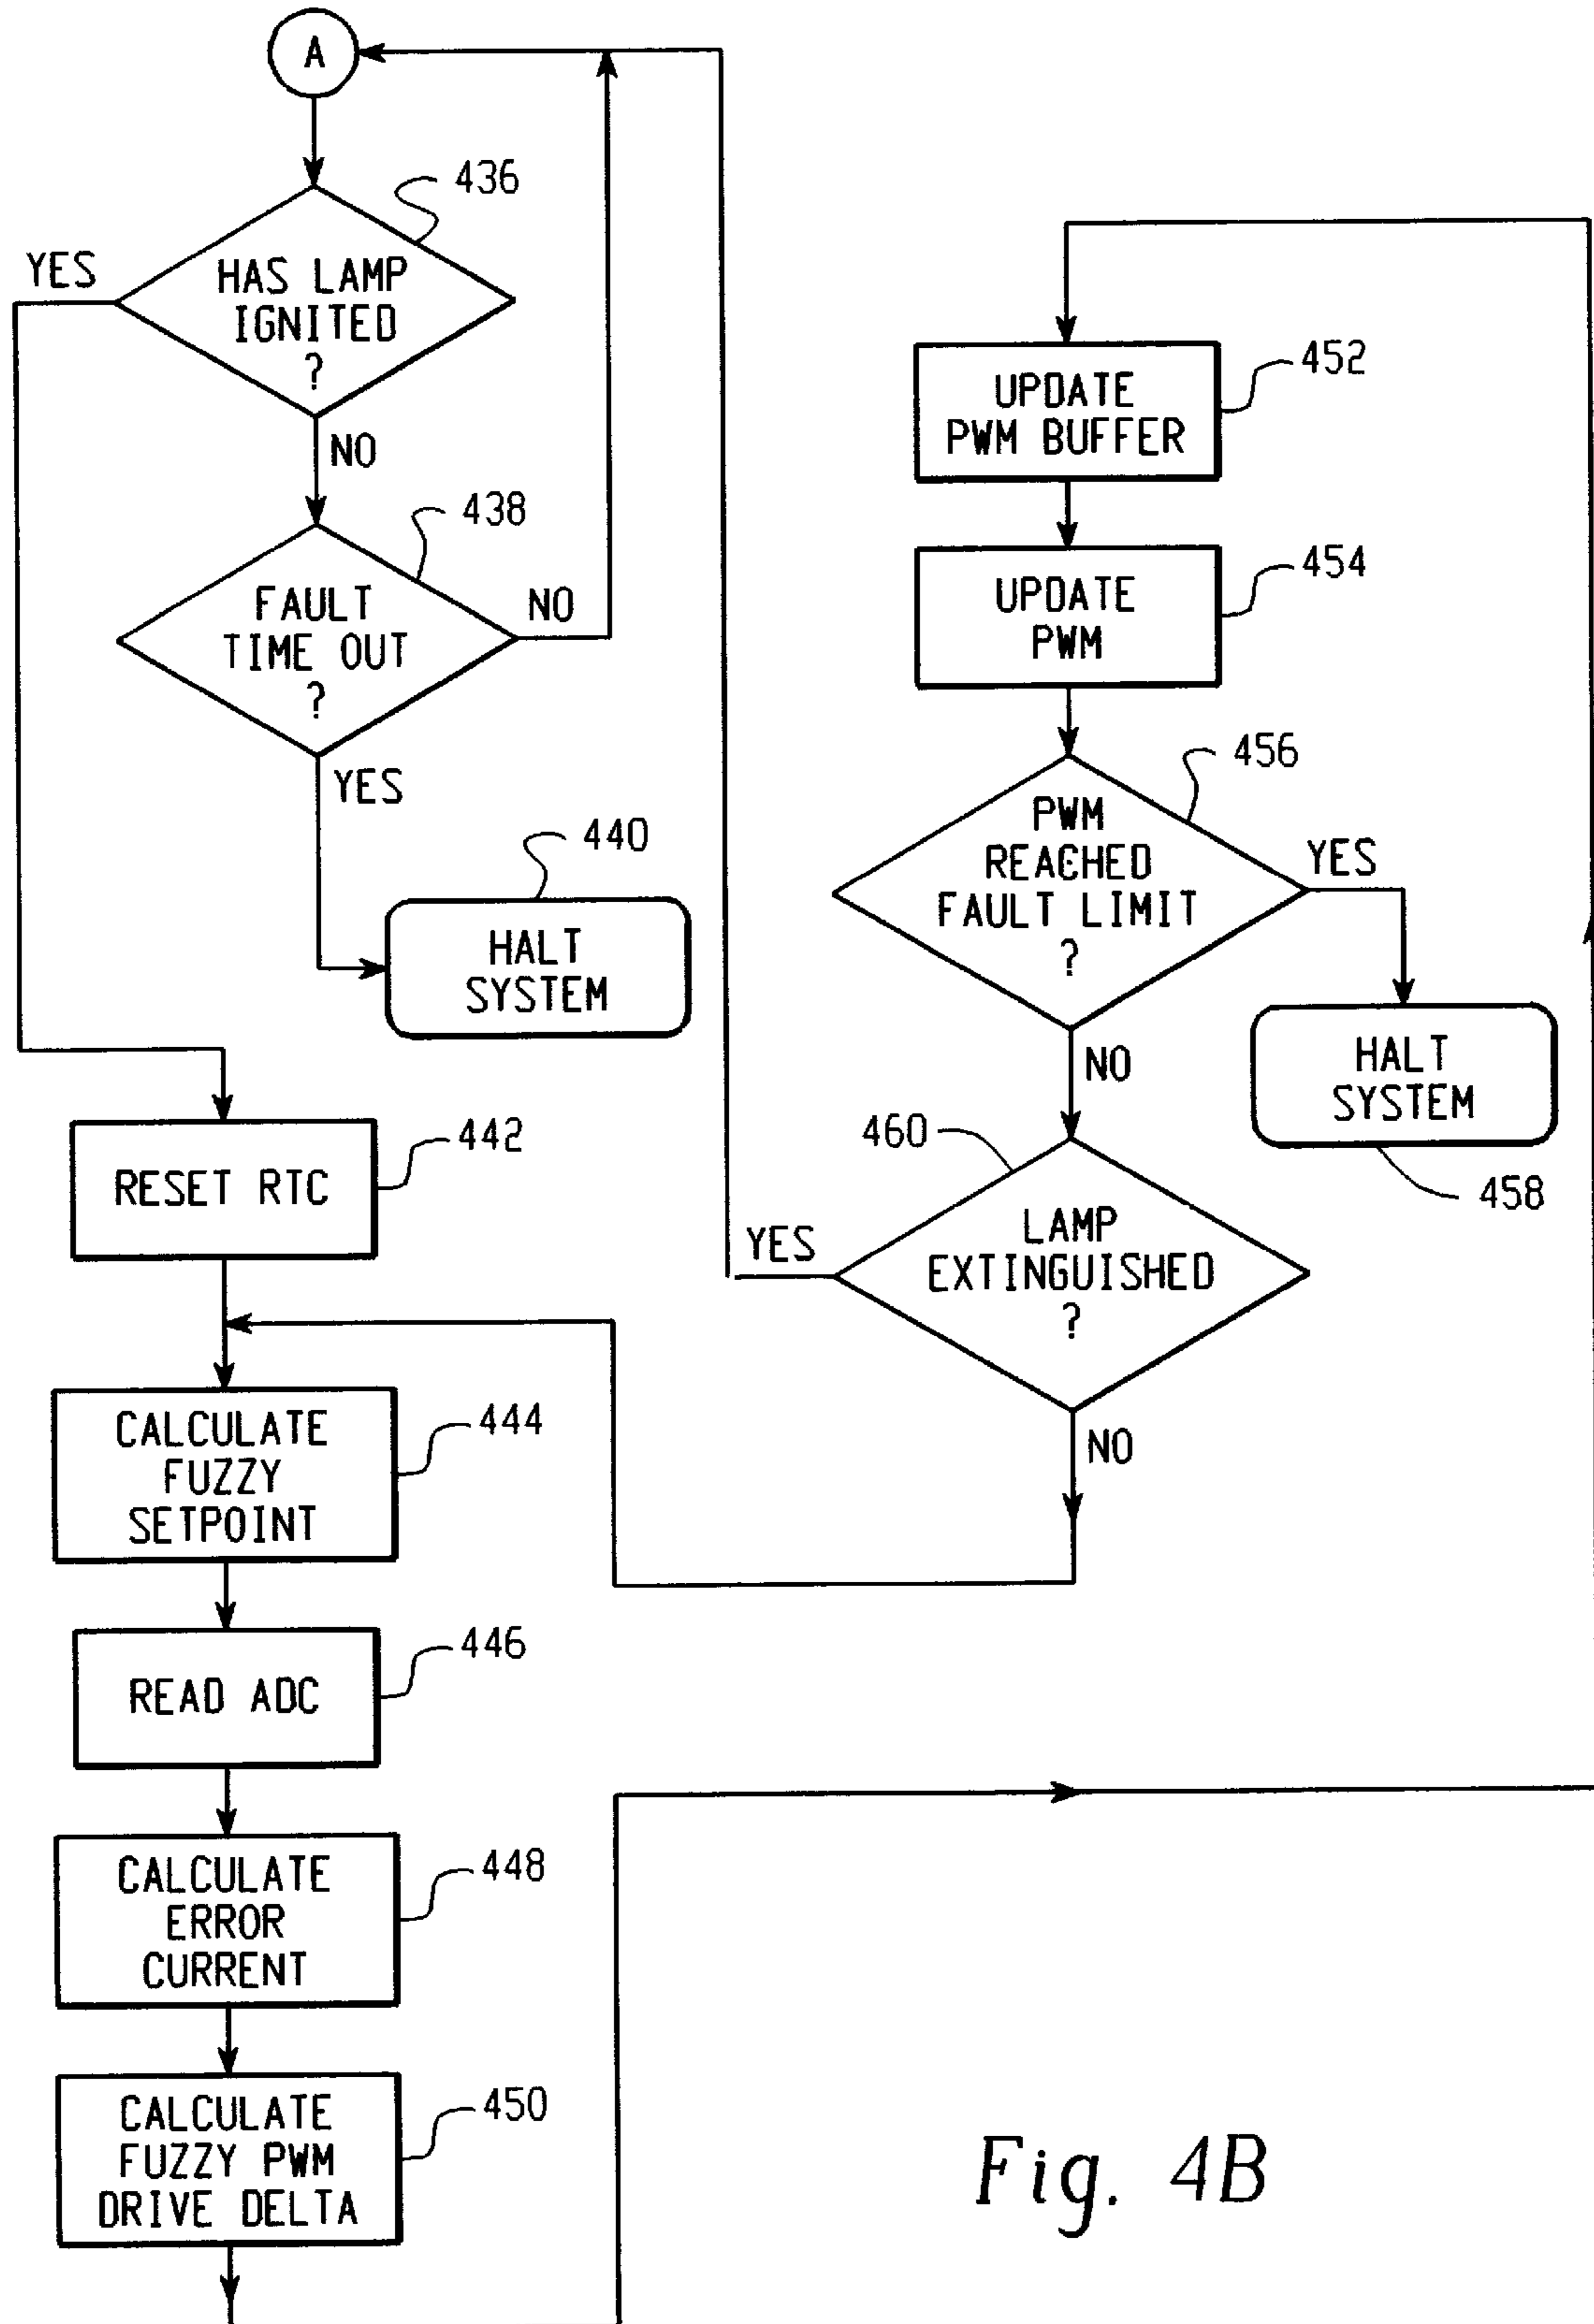 A
436
YES
HAS LAMP
IGNITED
?
NO
438
FAULT
TIME OUT
?
NO
YES
440
HALT
SYSTEM
442
RESET RTC
444
CALCULATE
FUZZY
SETPOINT
446
READ ADC
448
CALCULATE
ERROR
CURRENT
450
CALCULATE
FUZZY PWM
DRIVE DELTA
452
UPDATE
PWM BUFFER
454
UPDATE
PWM
456
PWM
REACHED
FAULT LIMIT
?
YES
NO
HALT
SYSTEM
458
460
LAMP
EXTINGUISHED
?
YES
NO
Fig. 4B